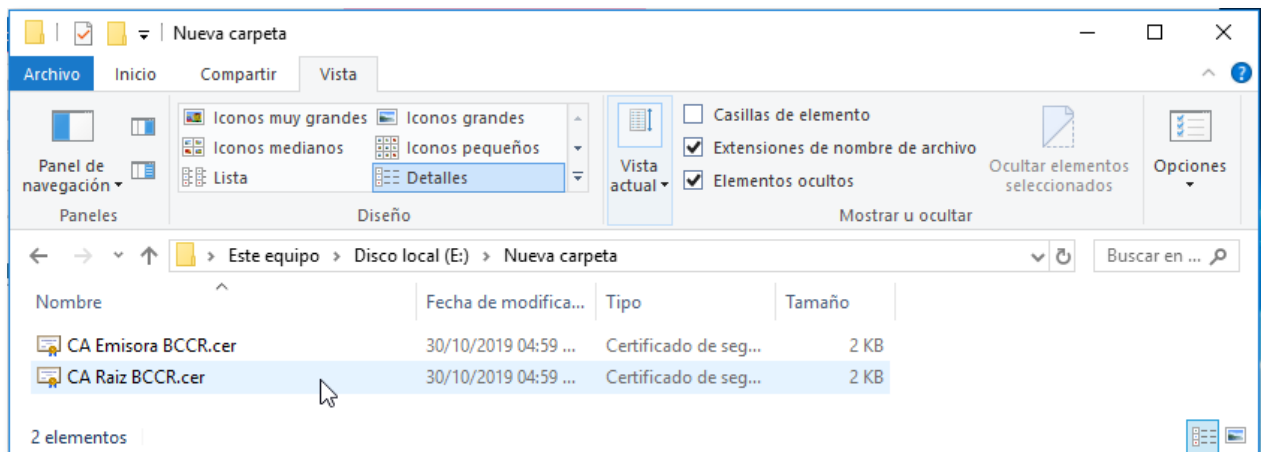 Nueva carpeta
Archivo Inicio Compartir Vista
Panel de navegación
Paneles
Iconos muy grandes Iconos grandes
Iconos medianos Iconos pequeños
Lista Detalles
Diseño
Vista actual
Casillas de elemento
Extensiones de nombre de archivo
Elementos ocultos
Ocultar elementos seleccionados
Mostrar u ocultar
Opciones
Este equipo > Disco local (E:) > Nueva carpeta
Buscar en ...
Nombre Fecha de modifica... Tipo Tamaño
CA Emisora BCCR.cer 30/10/2019 04:59 ... Certificado de seg... 2 KB
CA Raiz BCCR.cer 30/10/2019 04:59 ... Certificado de seg... 2 KB
2 elementos